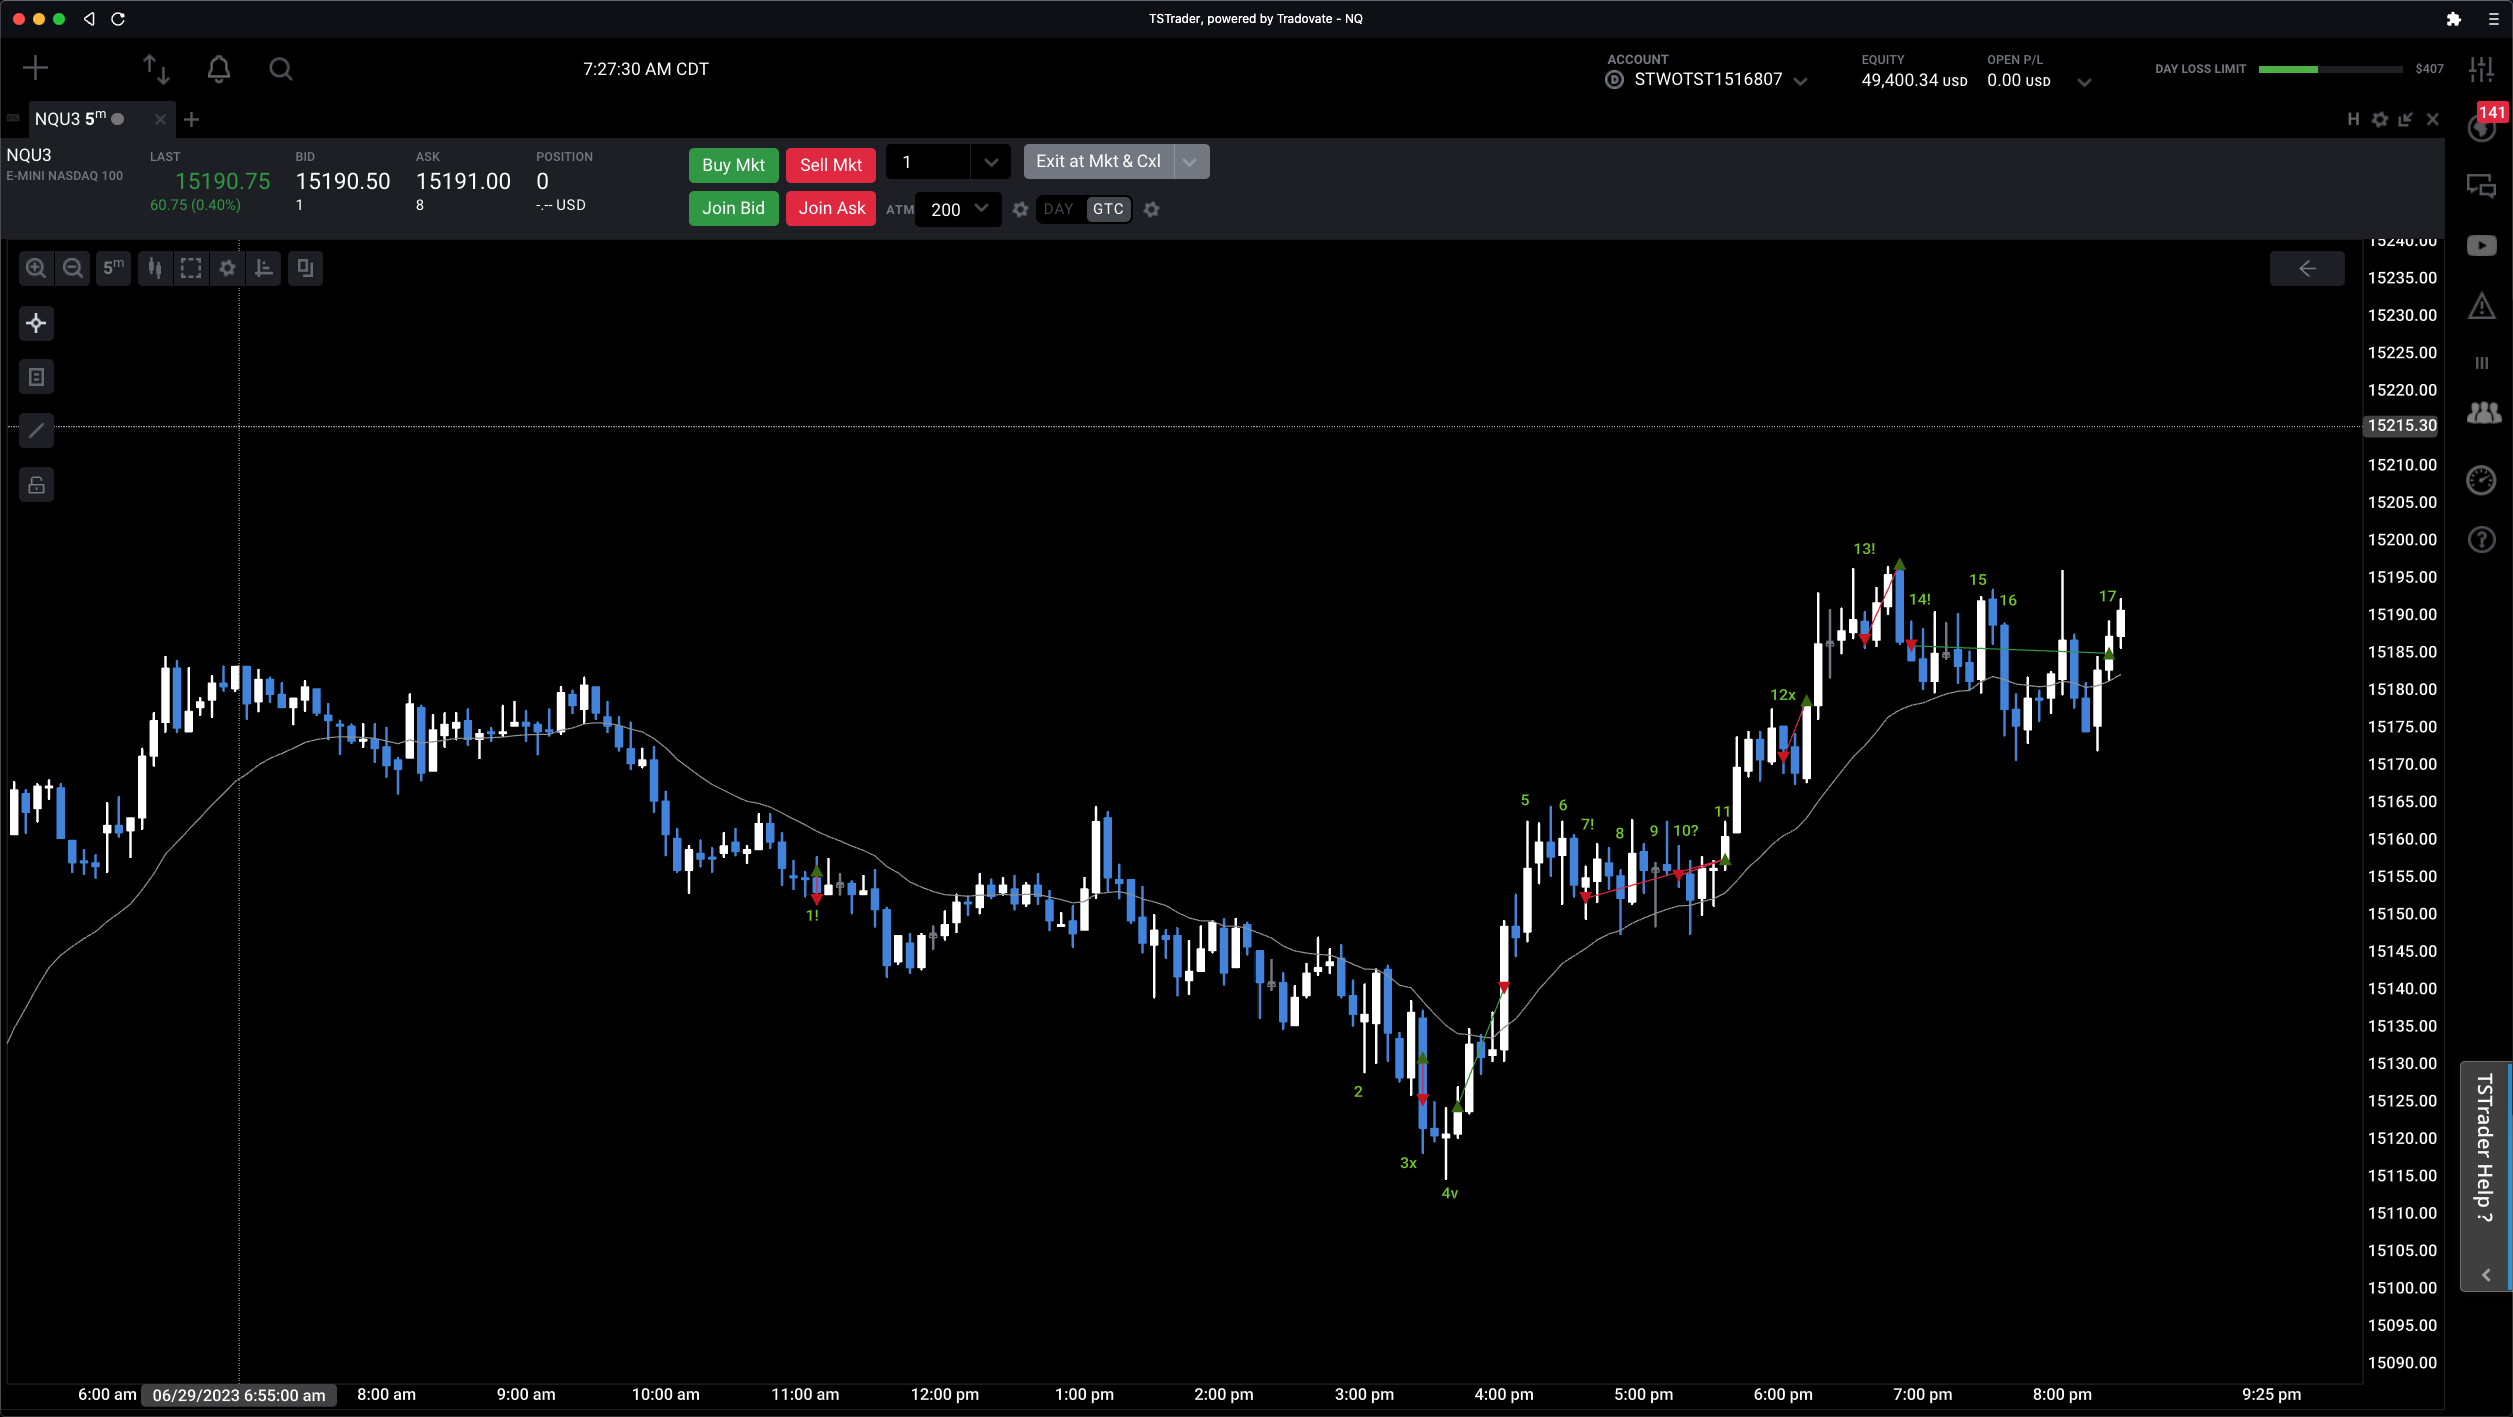 TSTrader, powered by Tradovate - NQ
7:27:30 AM CDT
ACCOUNT
D STWOTST1516807
EQUITY
49,400.34 USD
OPEN P/L
0.00 USD
DAY LOSS LIMIT $407
NQU3 5m
H
141
NQU3
E-MINI NASDAQ 100
LAST
15190.75
60.75 (0.40%)
BID
15190.50
1
ASK
15191.00
8
POSITION
0
-.-- USD
Buy Mkt
Sell Mkt
1
Exit at Mkt & Cxl
Join Bid
Join Ask
ATM 200
DAY
GTC
5m
15240.00
15235.00
15230.00
15225.00
15220.00
15215.30
15210.00
15205.00
15200.00
15195.00
15190.00
15185.00
15180.00
15175.00
15170.00
15165.00
15160.00
15155.00
15150.00
15145.00
15140.00
15135.00
15130.00
15125.00
15120.00
15115.00
15110.00
15105.00
15100.00
15095.00
15090.00
1!
2
3x
4v
5
6
7!
8
9
10?
11
12x
13!
14!
15
16
17
TSTrader Help ?
6:00 am
06/29/2023 6:55:00 am
8:00 am
9:00 am
10:00 am
11:00 am
12:00 pm
1:00 pm
2:00 pm
3:00 pm
4:00 pm
5:00 pm
6:00 pm
7:00 pm
8:00 pm
9:25 pm